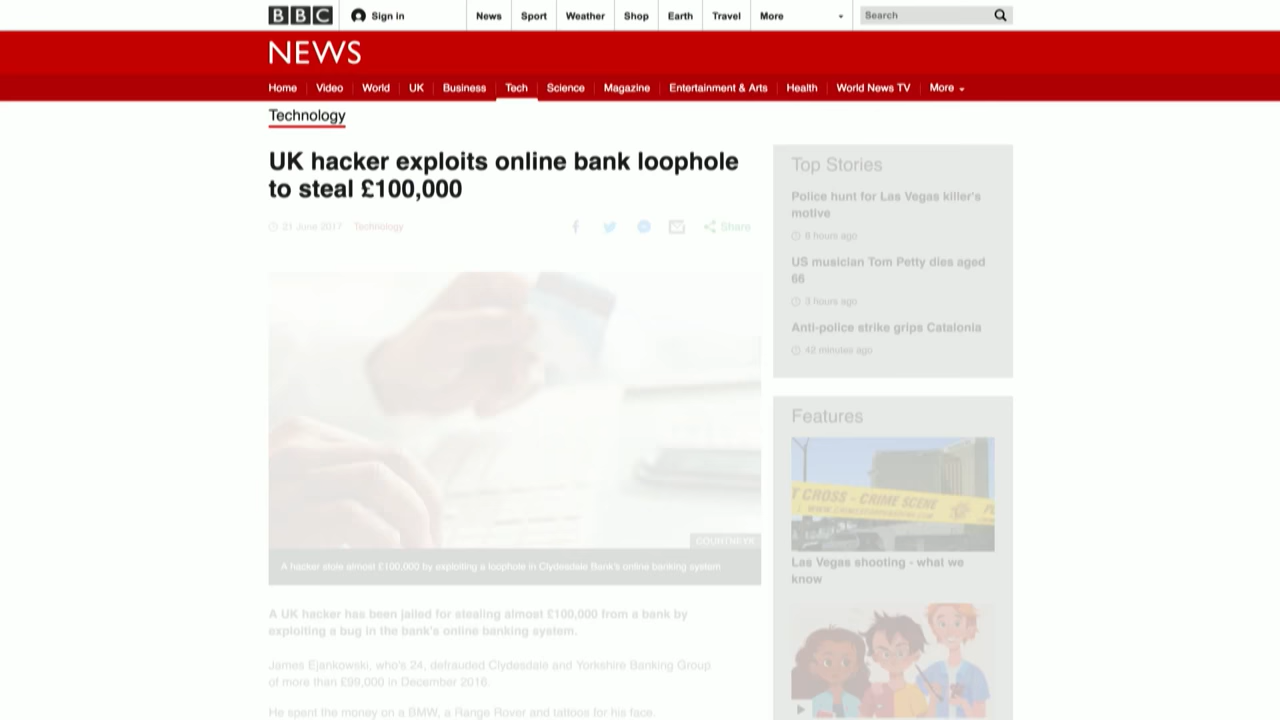 BBC
Sign in
News
Sport
Weather
Shop
Earth
Travel
More
Search
NEWS
Home
Video
World
UK
Business
Tech
Science
Magazine
Entertainment & Arts
Health
World News TV
More
Technology
UK hacker exploits online bank loophole
to steal £100,000
21 June 2017
Technology
Share
COUNTNEYR
A hacker stole almost £100,000 by exploiting a loophole in Clydesdale Bank's online banking system
A UK hacker has been jailed for stealing almost £100,000 from a bank by
exploiting a bug in the bank's online banking system.
James Ejankowski, who's 24, defrauded Clydesdale and Yorkshire Banking Group
of more than £99,000 in December 2016.
He spent the money on a BMW, a Range Rover and tattoos for his face.
Top Stories
Police hunt for Las Vegas killer's
motive
6 hours ago
US musician Tom Petty dies aged
66
3 hours ago
Anti-police strike grips Catalonia
42 minutes ago
Features
T CROSS - CRIME SCENE
Las Vegas shooting - what we
know